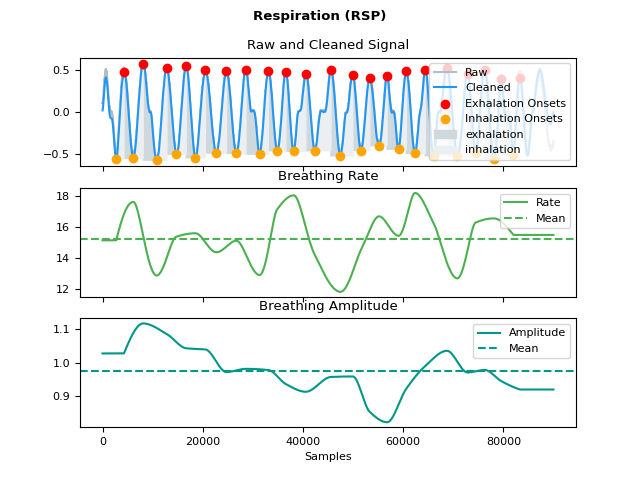 Respiration (RSP)
Raw and Cleaned Signal
0.5
0.0
−0.5
Raw
Cleaned
Exhalation Onsets
Inhalation Onsets
exhalation
inhalation
Breathing Rate
18
16
14
12
Rate
Mean
Breathing Amplitude
1.1
1.0
0.9
Amplitude
Mean
0 20000 40000 60000 80000
Samples